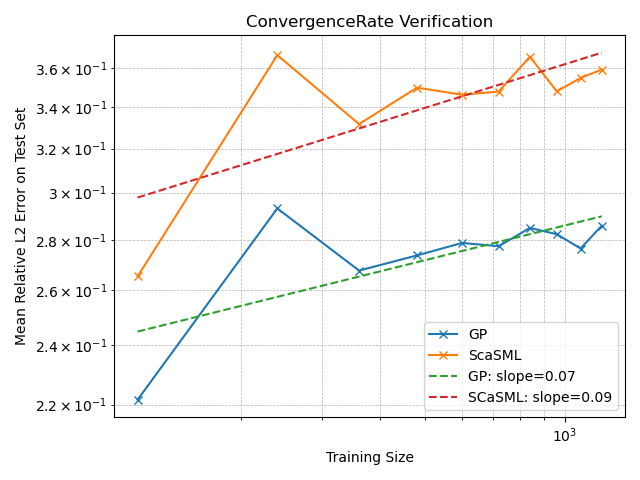 ConvergenceRate Verification
Mean Relative L2 Error on Test Set
3.6 × 10⁻¹
3.4 × 10⁻¹
3.2 × 10⁻¹
3 × 10⁻¹
2.8 × 10⁻¹
2.6 × 10⁻¹
2.4 × 10⁻¹
2.2 × 10⁻¹
GP
ScaSML
GP: slope=0.07
SCaSML: slope=0.09
10³
Training Size